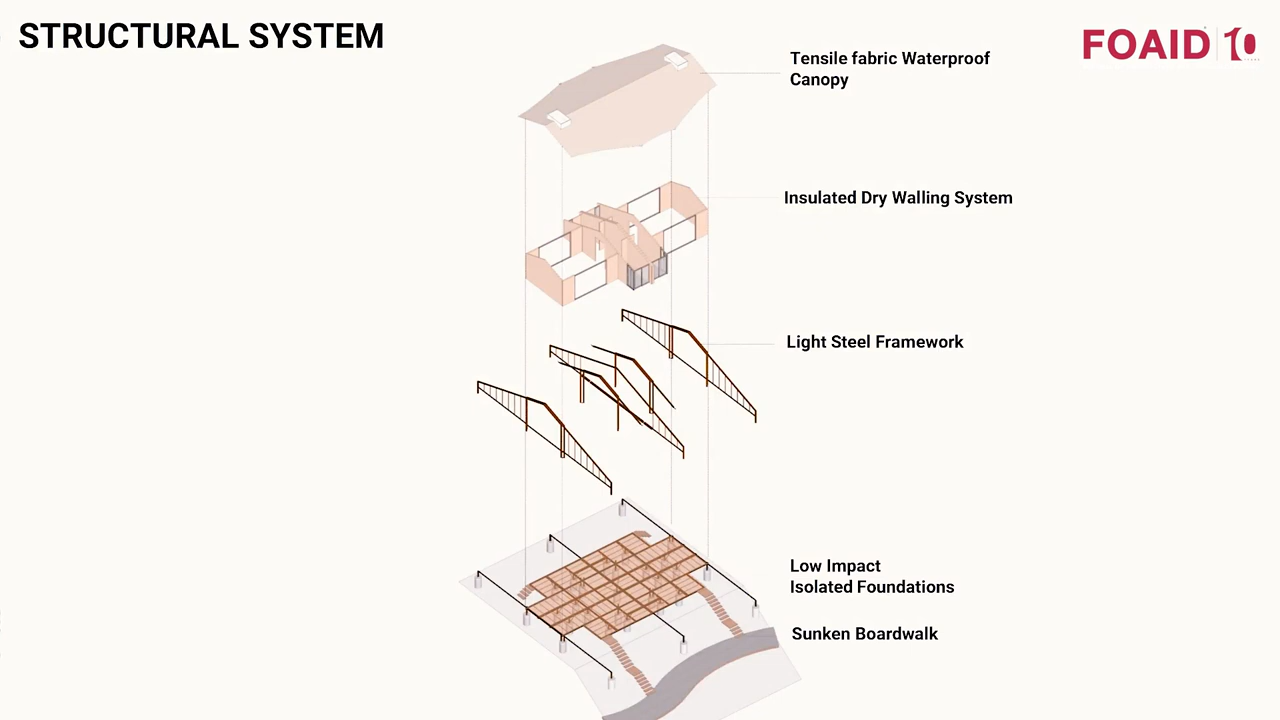 STRUCTURAL SYSTEM
FOAID 10
Tensile fabric Waterproof
Canopy
Insulated Dry Walling System
Light Steel Framework
Low Impact
Isolated Foundations
Sunken Boardwalk